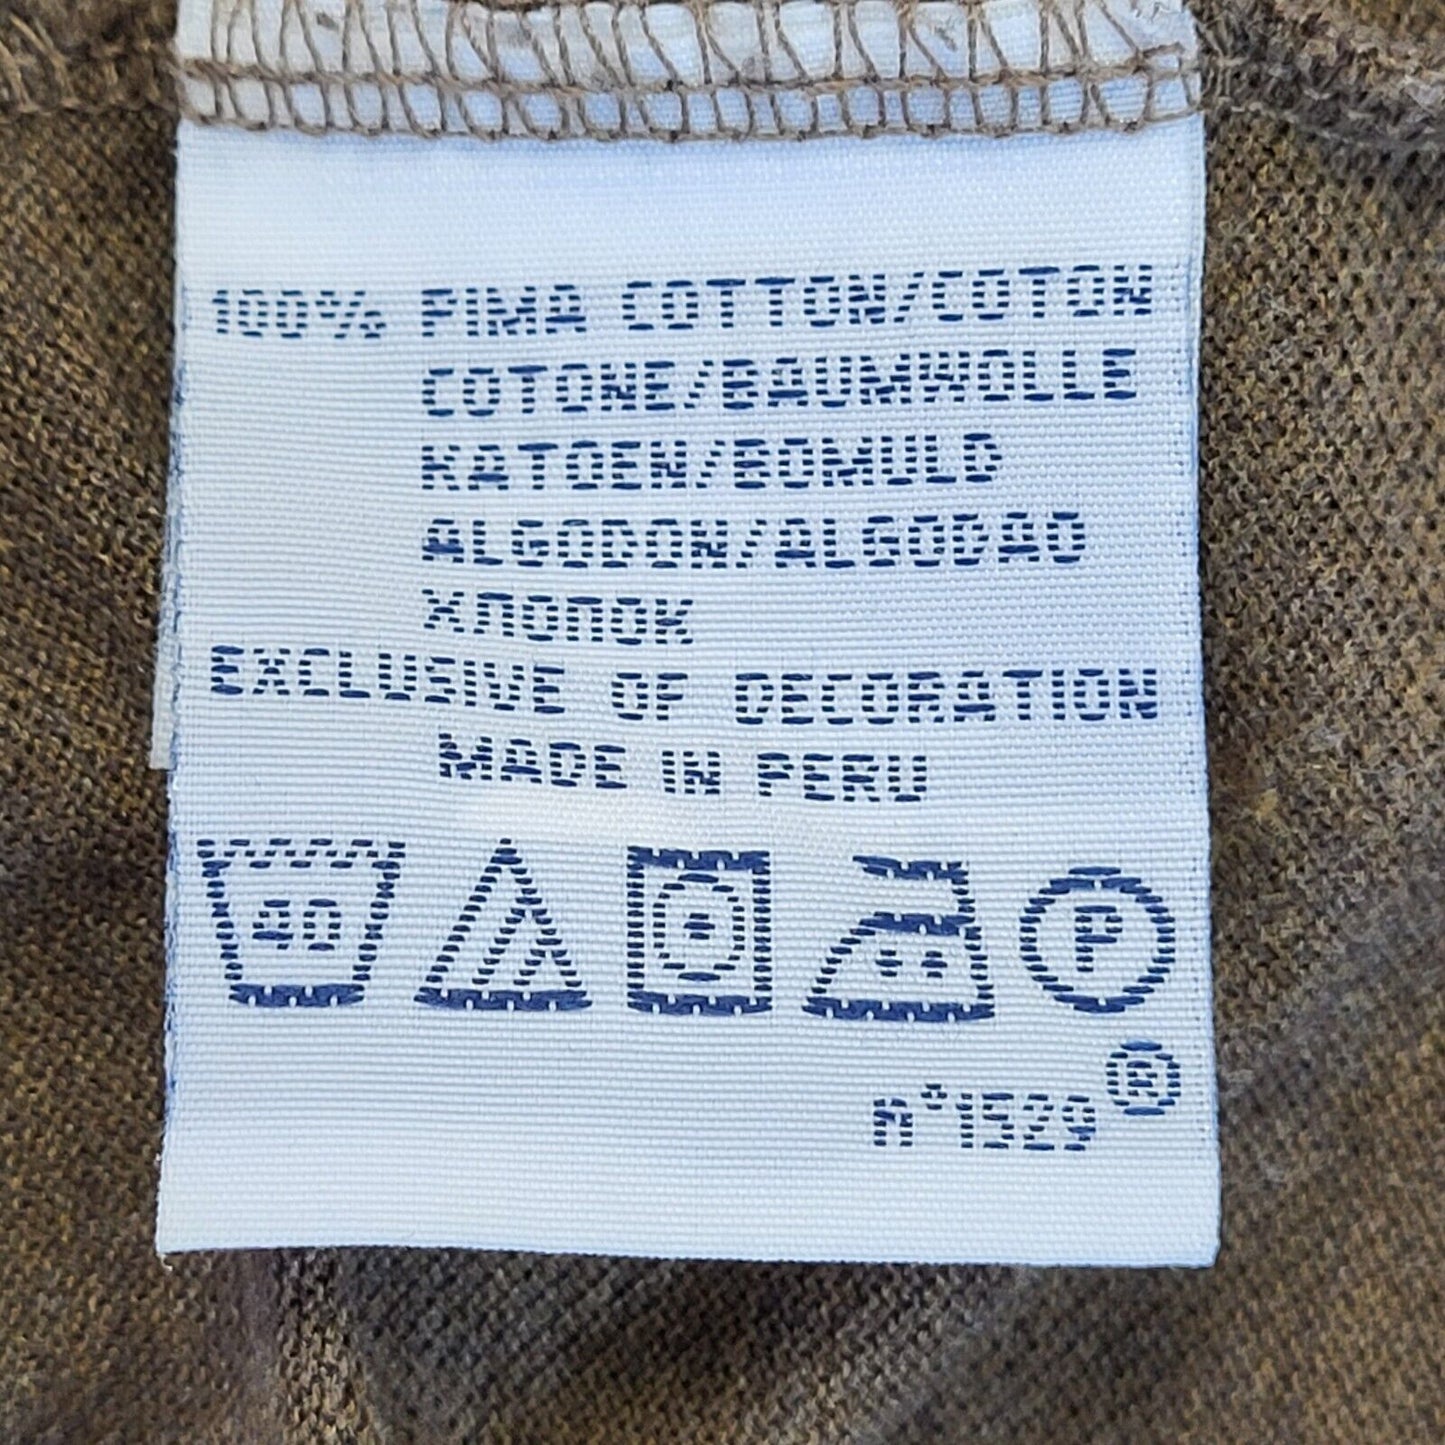 100% PIMA COTTON/COTON
COTONE/BAUMWOLLE
KATOEN/BOMULD
ALGODON/ALGODAO
ХЛОПОК
EXCLUSIVE OF DECORATION
MADE IN PERU
40 P
n°1529®